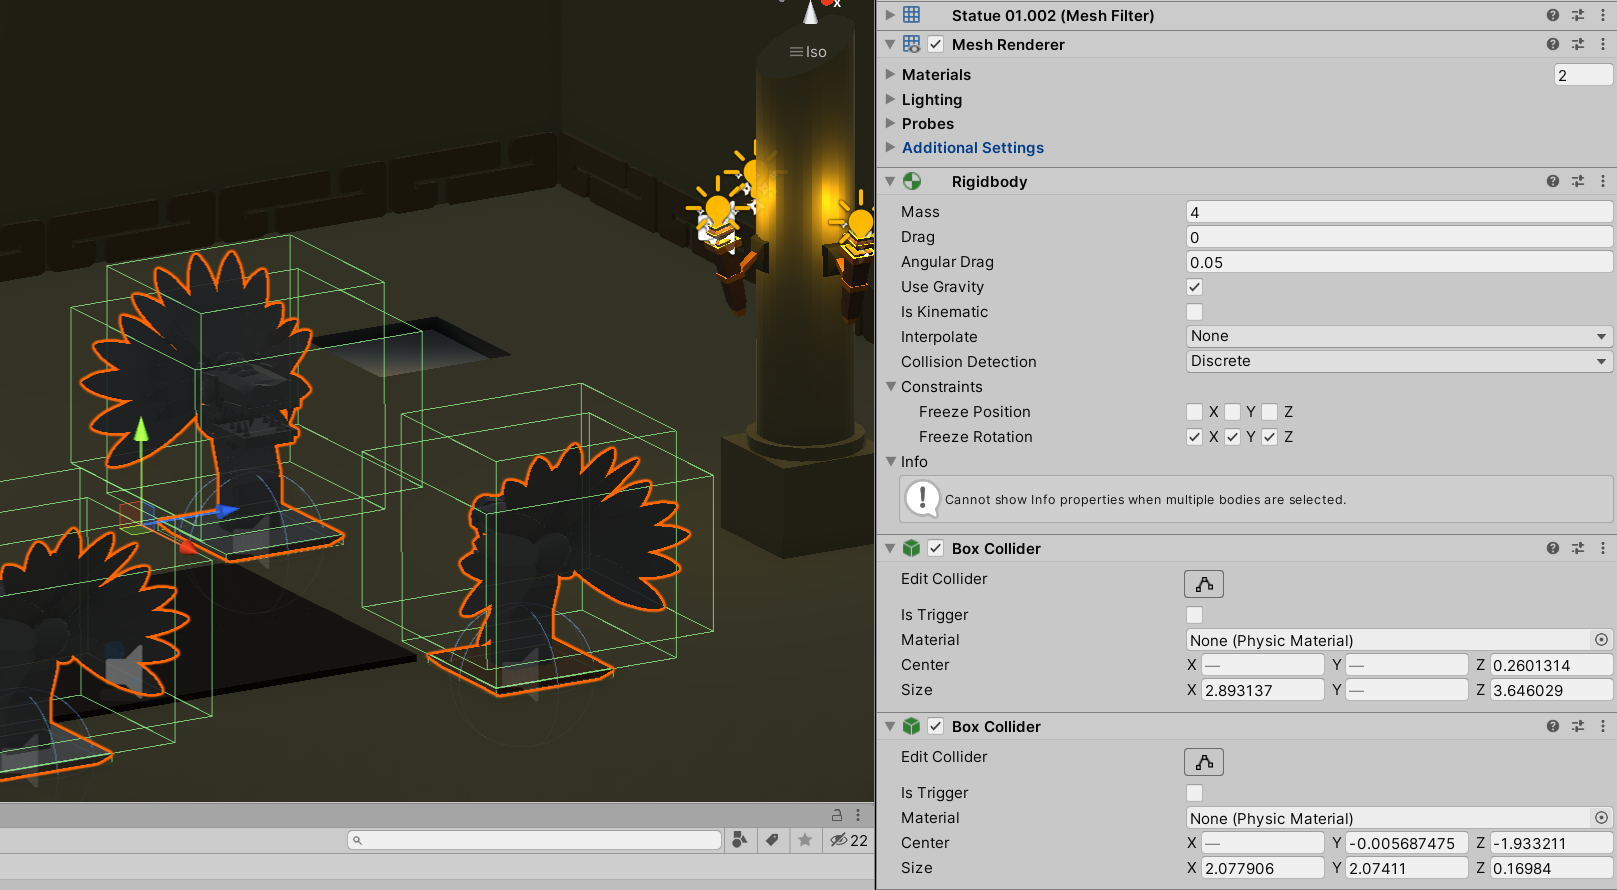 x
Iso
22
Statue 01.002 (Mesh Filter)
Mesh Renderer
Materials 2
Lighting
Probes
Additional Settings
Rigidbody
Mass 4
Drag 0
Angular Drag 0.05
Use Gravity
Is Kinematic
Interpolate None
Collision Detection Discrete
Constraints
Freeze Position X Y Z
Freeze Rotation X Y Z
Info
Cannot show Info properties when multiple bodies are selected.
Box Collider
Edit Collider
Is Trigger
Material None (Physic Material)
Center X — Y — Z 0.2601314
Size X 2.893137 Y — Z 3.646029
Box Collider
Edit Collider
Is Trigger
Material None (Physic Material)
Center X — Y -0.005687475 Z -1.933211
Size X 2.077906 Y 2.07411 Z 0.16984